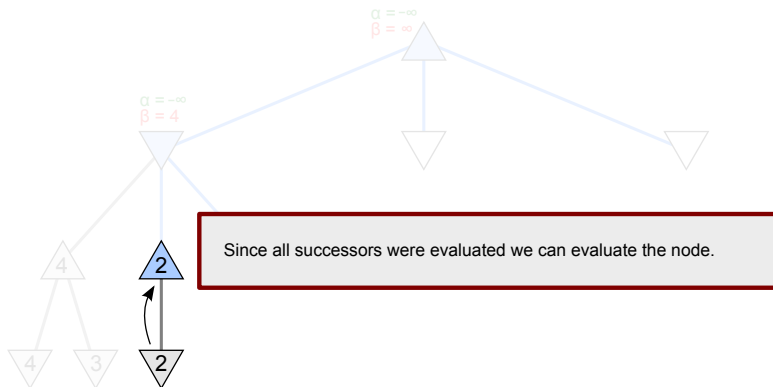 α = -∞
β = ∞
α = -∞
β = 4
Since all successors were evaluated we can evaluate the node.
4
2
4
3
2